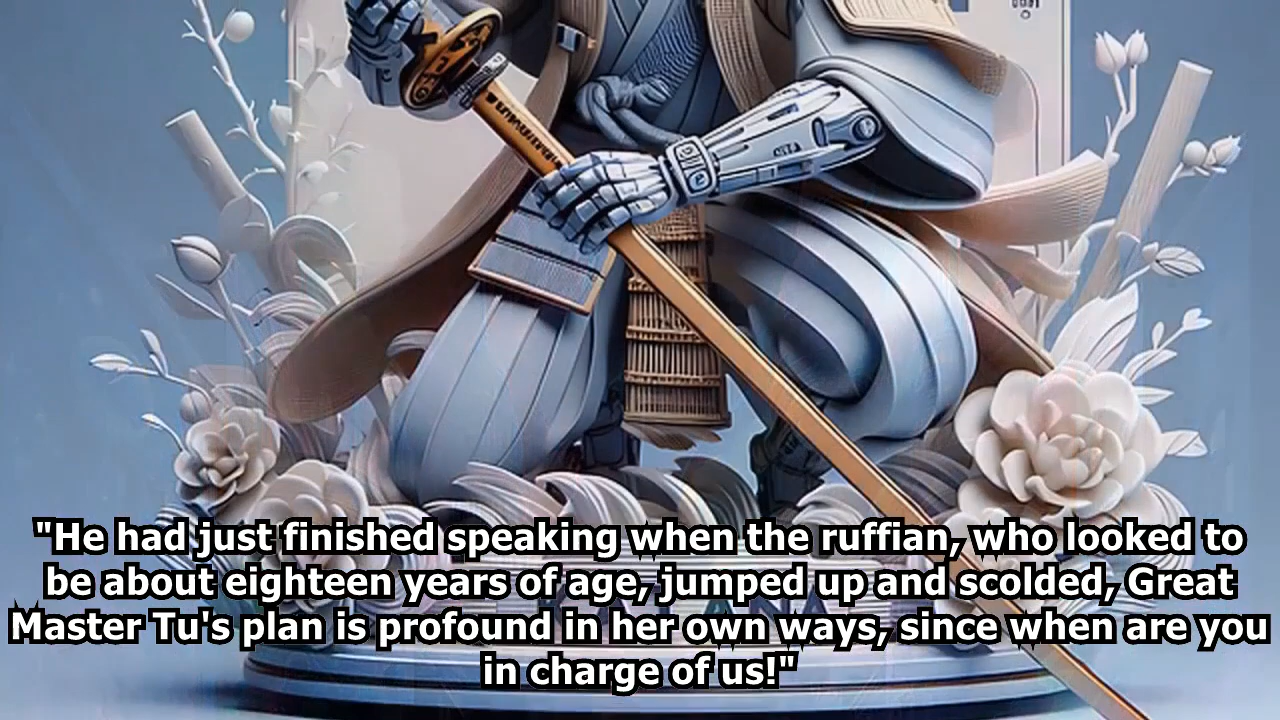 "He had just finished speaking when the ruffian, who looked to
be about eighteen years of age, jumped up and scolded, Great
Master Tu's plan is profound in her own ways, since when are you
in charge of us!"